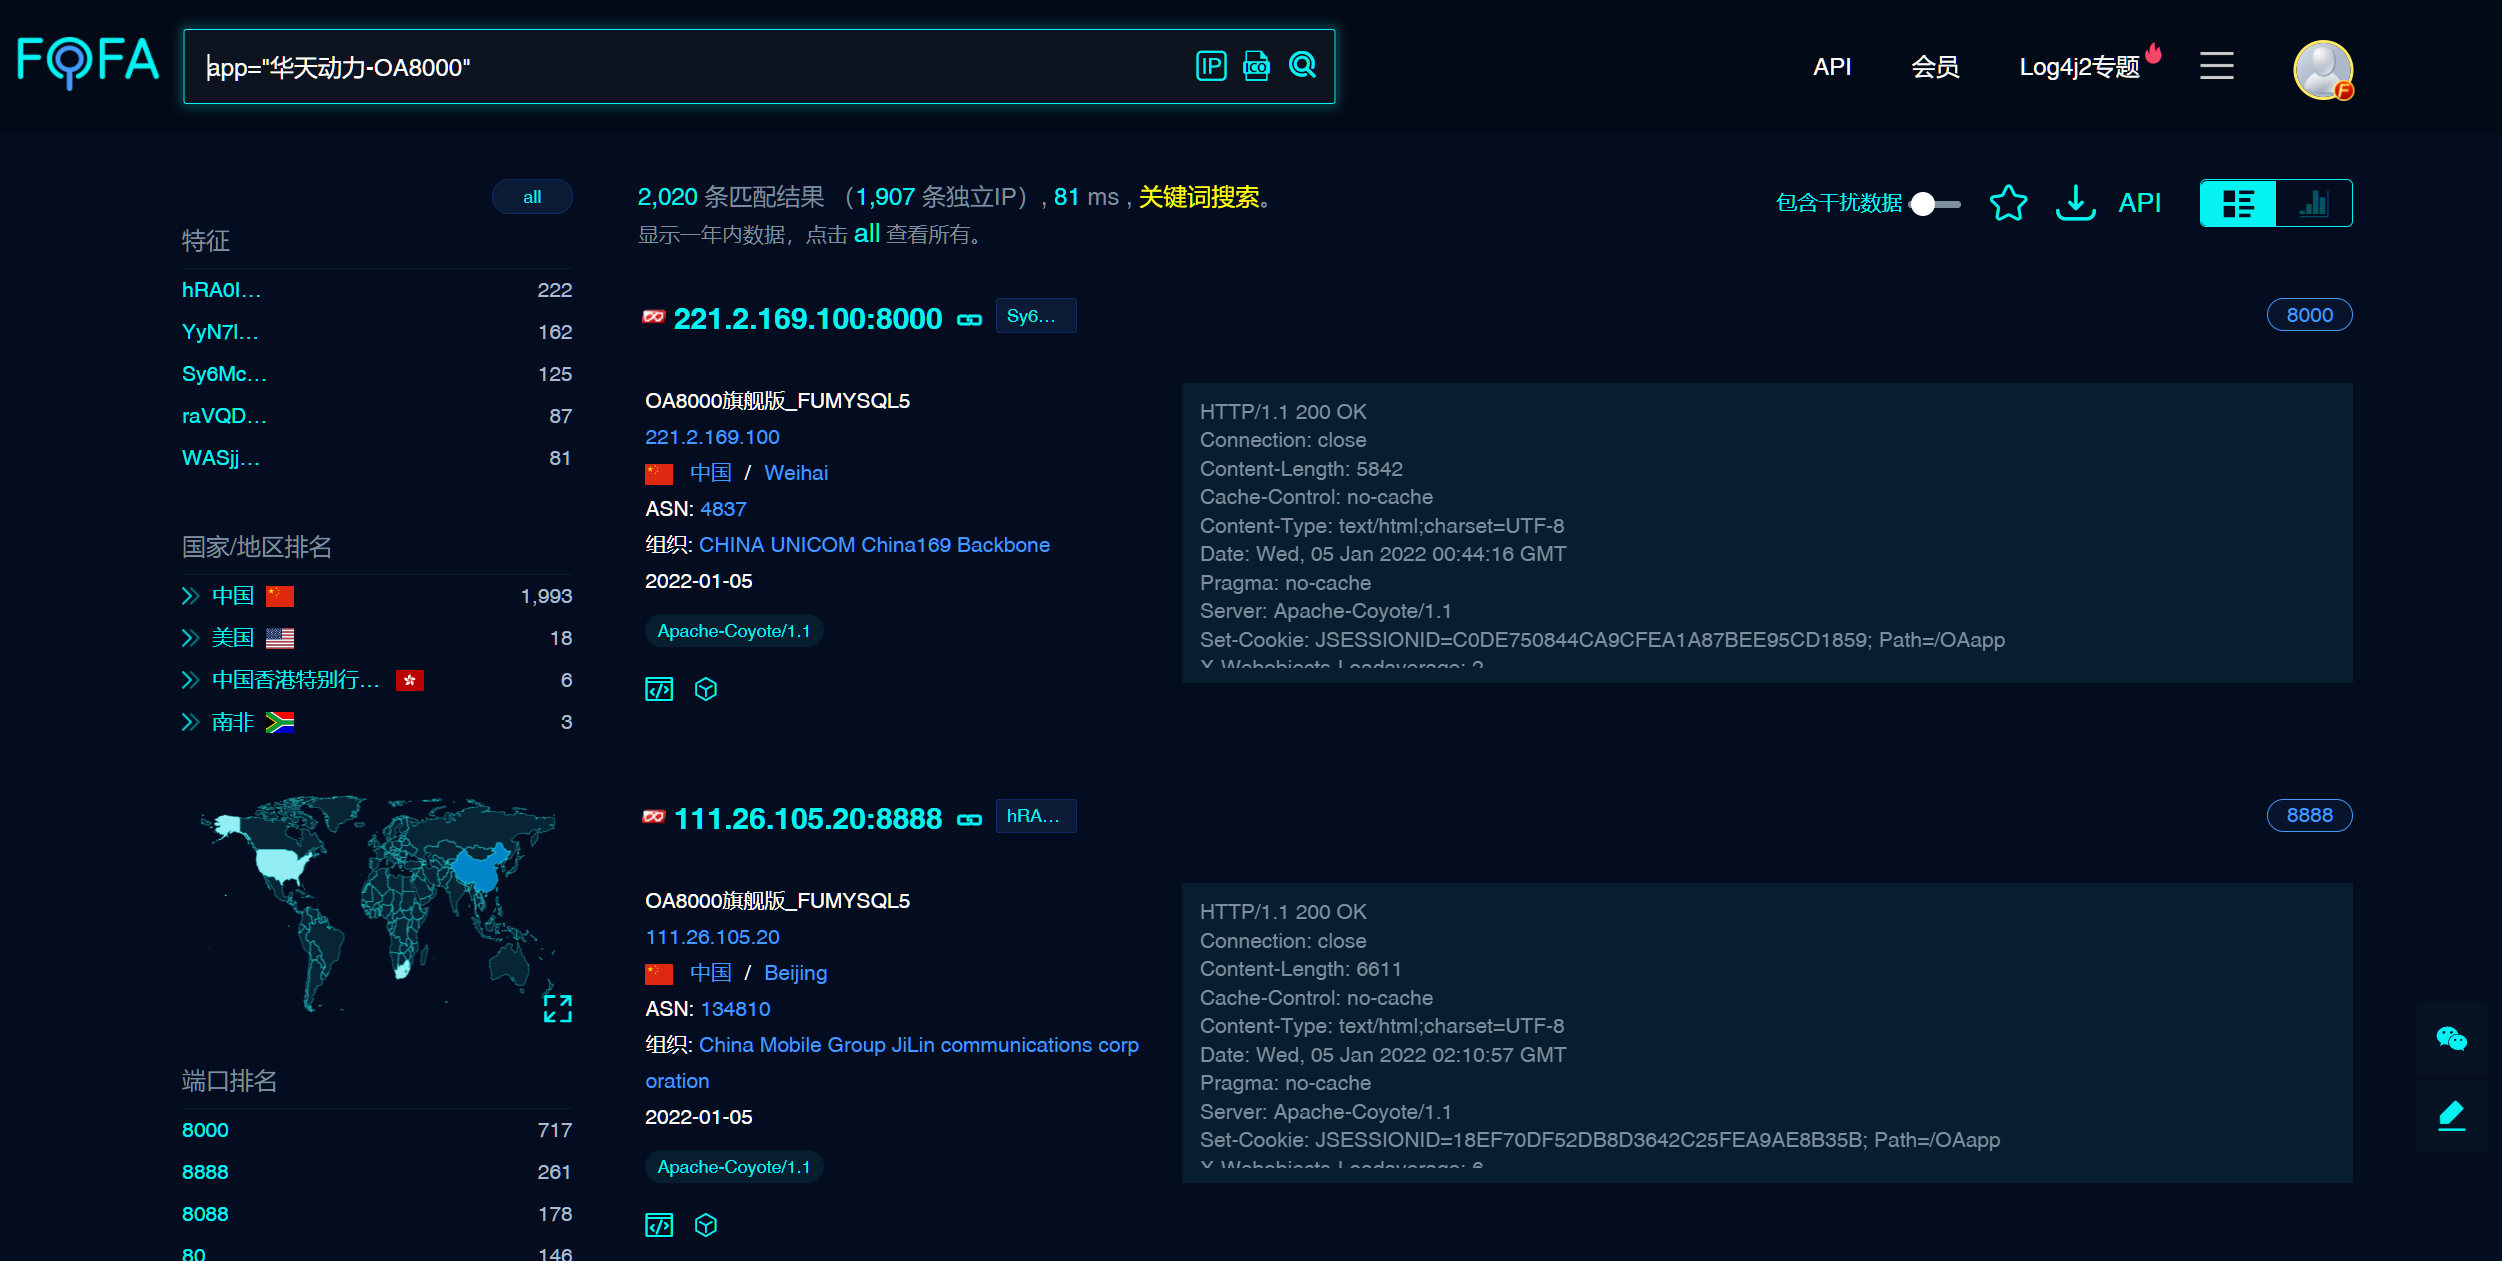 FOFA
app="华天动力-OA8000"
IP
ICO
API
会员
Log4j2专题
F
all
特征
hRA0I... 222
YyN7I... 162
Sy6Mc... 125
raVQD... 87
WASjj... 81
国家/地区排名
中国 1,993
美国 18
中国香港特别行... 6
南非 3
端口排名
8000 717
8888 261
8088 178
80 146
2,020 条匹配结果 （1,907 条独立IP）, 81 ms , 关键词搜索。
显示一年内数据，点击 all 查看所有。
包含干扰数据
API
221.2.169.100:8000 Sy6... 8000
OA8000旗舰版_FUMYSQL5
221.2.169.100
中国 / Weihai
ASN: 4837
组织: CHINA UNICOM China169 Backbone
2022-01-05
Apache-Coyote/1.1
HTTP/1.1 200 OK
Connection: close
Content-Length: 5842
Cache-Control: no-cache
Content-Type: text/html;charset=UTF-8
Date: Wed, 05 Jan 2022 00:44:16 GMT
Pragma: no-cache
Server: Apache-Coyote/1.1
Set-Cookie: JSESSIONID=C0DE750844CA9CFEA1A87BEE95CD1859; Path=/OAapp
X-Webobjects-Loadaverage: 2
111.26.105.20:8888 hRA... 8888
OA8000旗舰版_FUMYSQL5
111.26.105.20
中国 / Beijing
ASN: 134810
组织: China Mobile Group JiLin communications corp
oration
2022-01-05
Apache-Coyote/1.1
HTTP/1.1 200 OK
Connection: close
Content-Length: 6611
Cache-Control: no-cache
Content-Type: text/html;charset=UTF-8
Date: Wed, 05 Jan 2022 02:10:57 GMT
Pragma: no-cache
Server: Apache-Coyote/1.1
Set-Cookie: JSESSIONID=18EF70DF52DB8D3642C25FEA9AE8B35B; Path=/OAapp
X-Webobjects-Loadaverage: 6